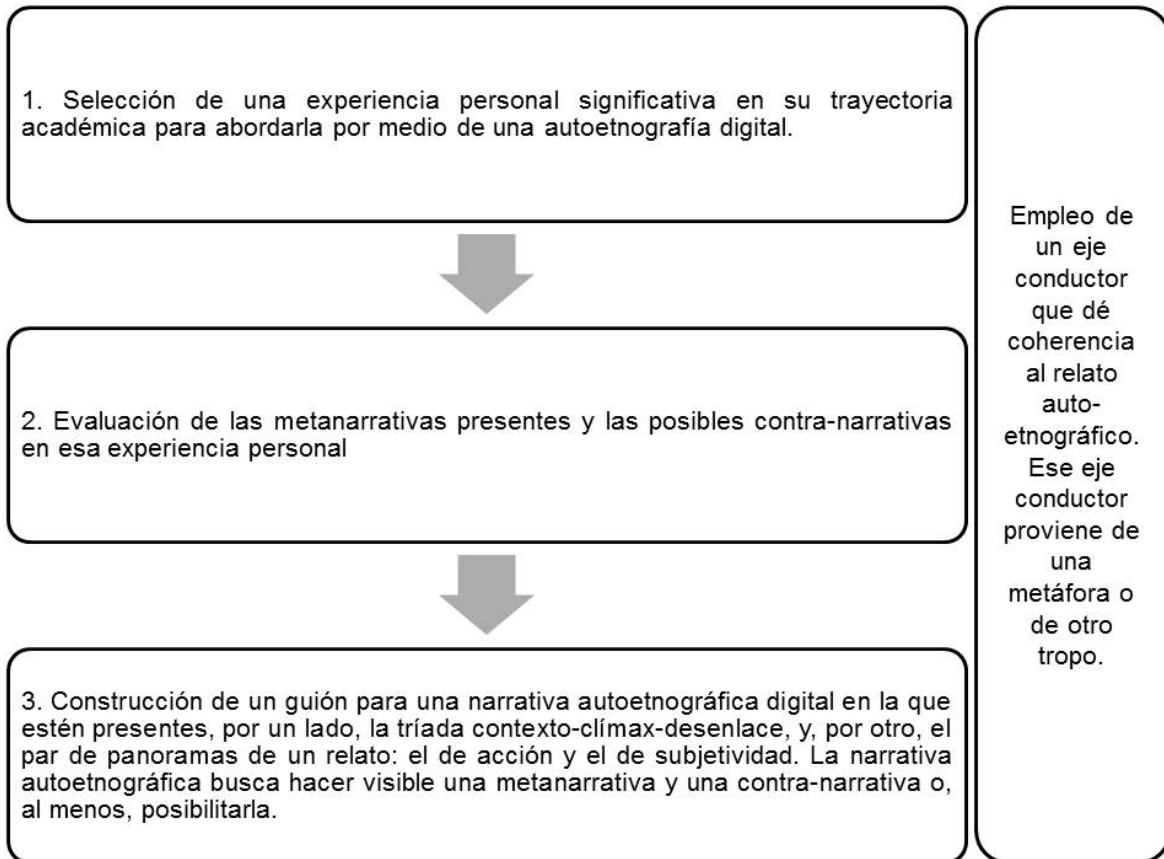 1. Selección de una experiencia personal significativa en su trayectoria
académica para abordarla por medio de una autoetnografía digital.
2. Evaluación de las metanarrativas presentes y las posibles contra-narrativas
en esa experiencia personal
3. Construcción de un guión para una narrativa autoetnográfica digital en la que
estén presentes, por un lado, la tríada contexto-clímax-desenlace, y, por otro, el
par de panoramas de un relato: el de acción y el de subjetividad. La narrativa
autoetnográfica busca hacer visible una metanarrativa y una contra-narrativa o,
al menos, posibilitarla.
Empleo de
un eje
conductor
que dé
coherencia
al relato
auto-
etnográfico.
Ese eje
conductor
proviene de
una
metáfora o
de otro
tropo.